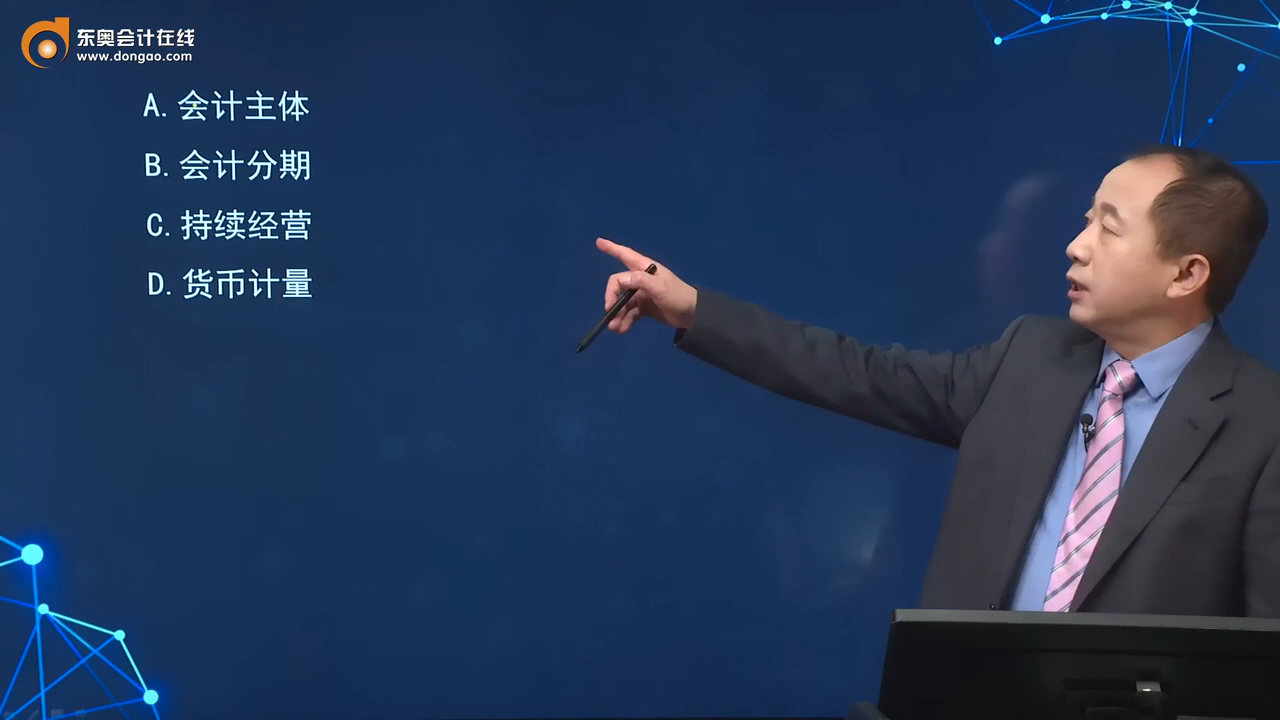 东奥会计在线
www.dongao.com
A. 会计主体
B. 会计分期
C. 持续经营
D. 货币计量